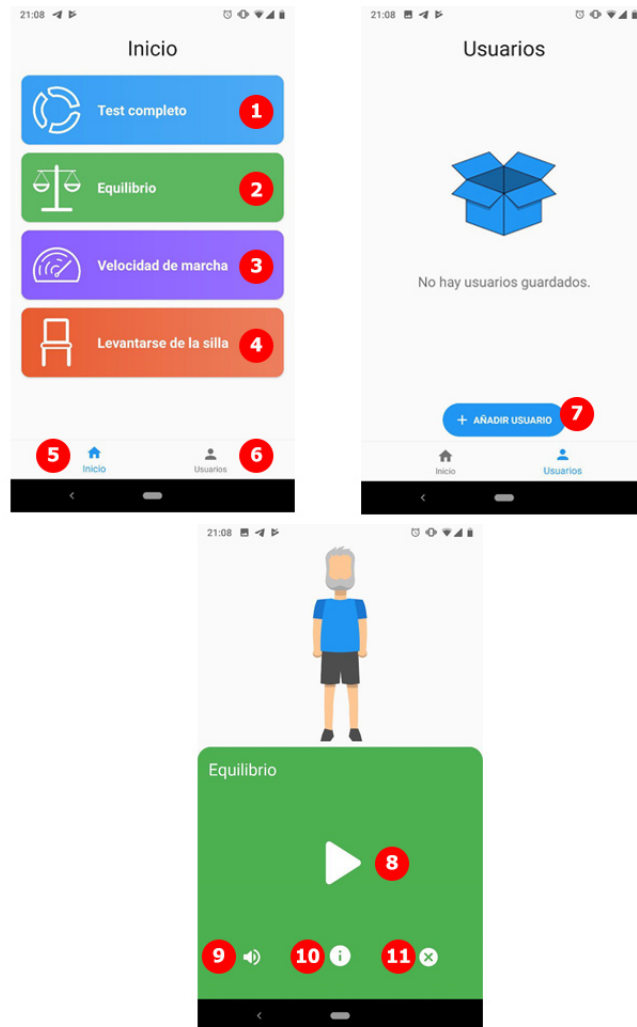 21:08
Inicio
Test completo 1
Equilibrio 2
Velocidad de marcha 3
Levantarse de la silla 4
5 Inicio
Usuarios 6
21:08
Usuarios
No hay usuarios guardados.
+ AÑADIR USUARIO 7
Inicio
Usuarios
21:08
Equilibrio
8
9 10 i 11